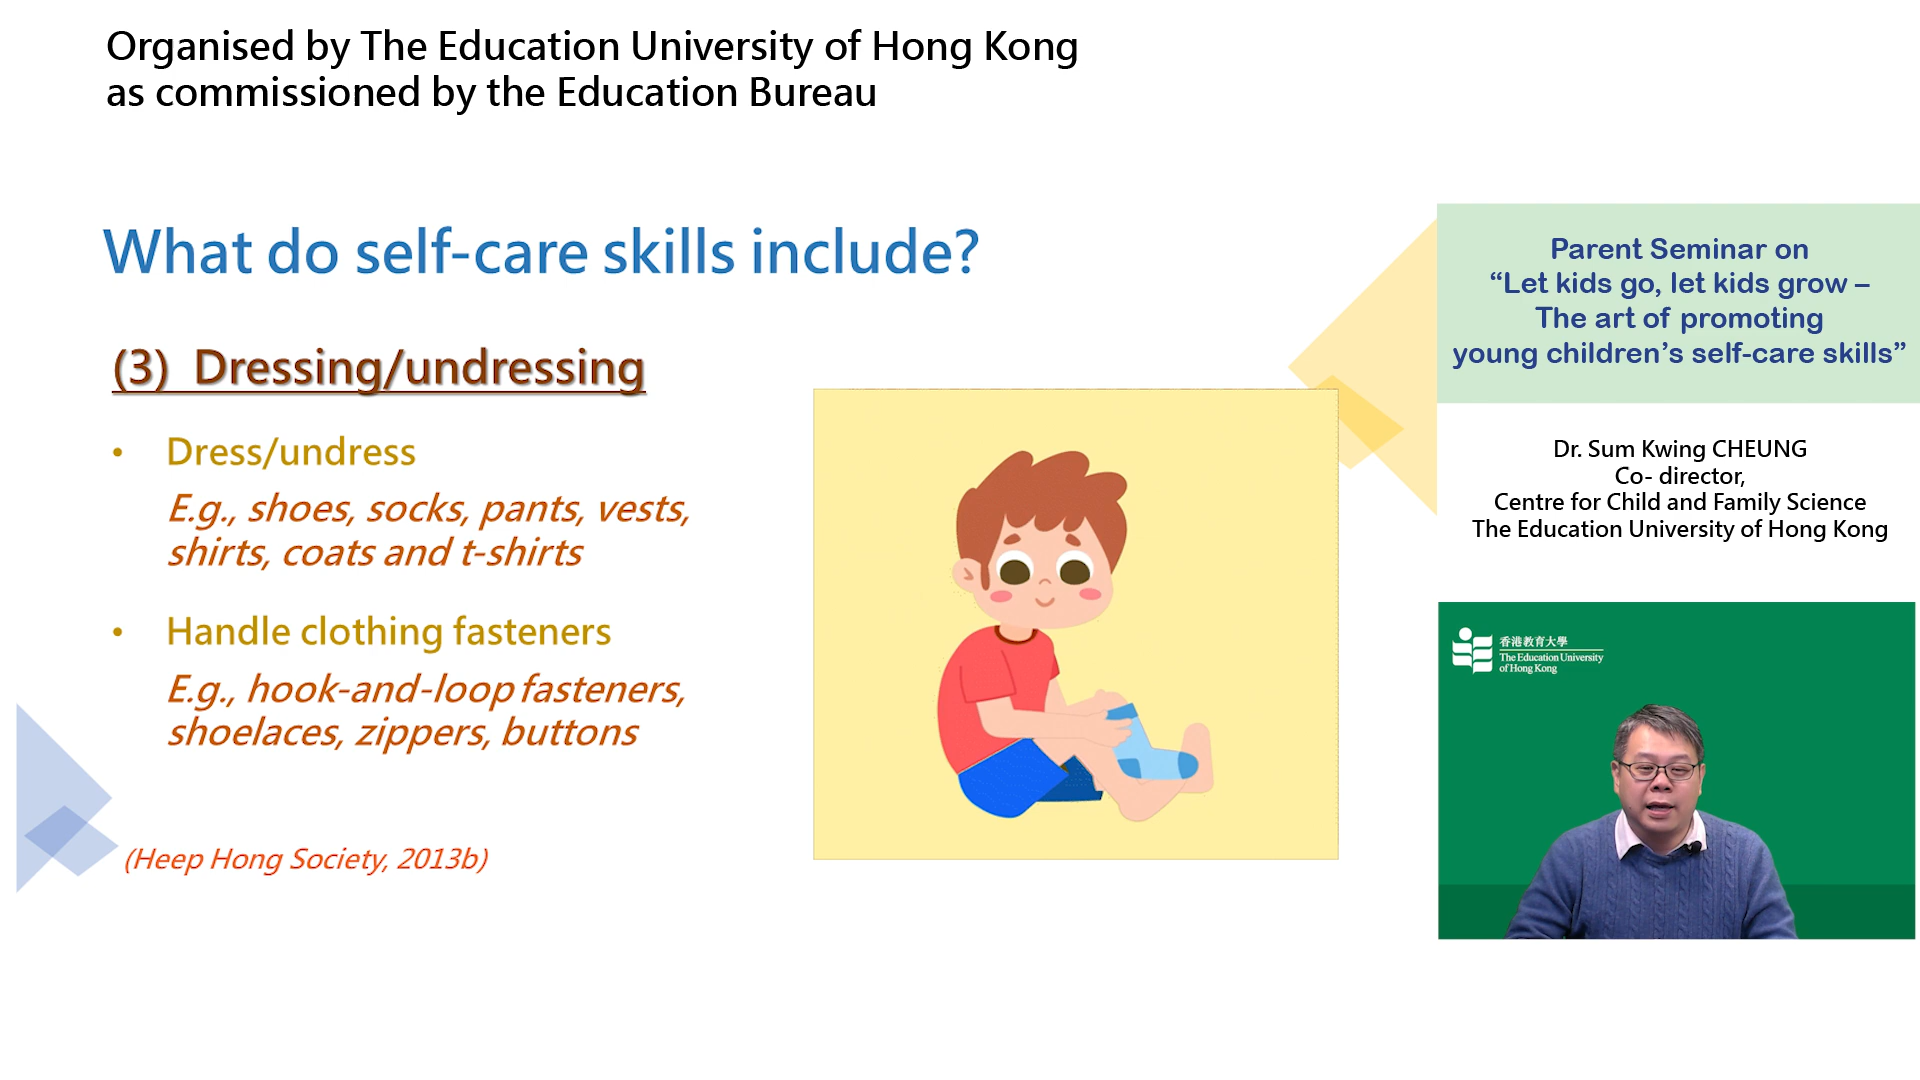 Organised by The Education University of Hong Kong
as commissioned by the Education Bureau
What do self-care skills include?
(3) Dressing/undressing
• Dress/undress
E.g., shoes, socks, pants, vests,
shirts, coats and t-shirts
• Handle clothing fasteners
E.g., hook-and-loop fasteners,
shoelaces, zippers, buttons
(Heep Hong Society, 2013b)
Parent Seminar on
“Let kids go, let kids grow –
The art of promoting
young children’s self-care skills”
Dr. Sum Kwing CHEUNG
Co- director,
Centre for Child and Family Science
The Education University of Hong Kong
香港教育大學
The Education University
of Hong Kong